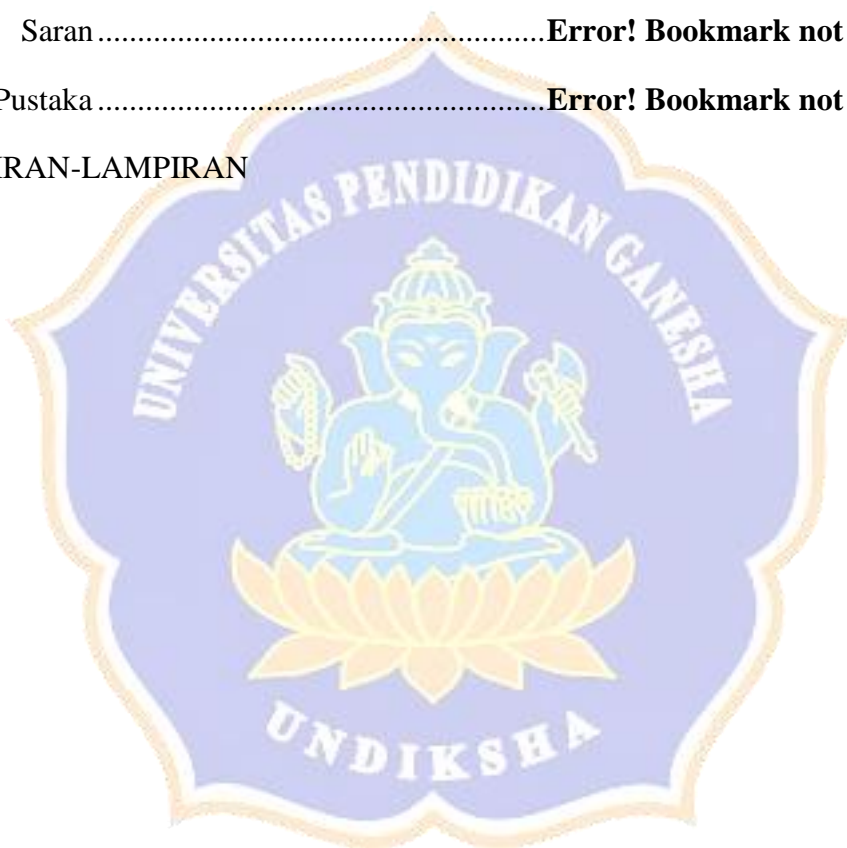 Saran......................................................Error! Bookmark not
Pustaka......................................................Error! Bookmark not
IRAN-LAMPIRAN
UNIVERSITAS PENDIDIKAN GANESHA
UNDIKSHA